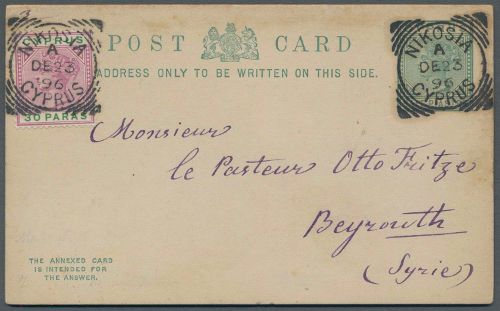 POST CARD
ADDRESS ONLY TO BE WRITTEN ON THIS SIDE.
CYPRUS
30 PARAS
NIKOSIA
A
DE 23
96
CYPRUS
NIKOSIA
A
DE 23
96
CYPRUS
Monsieur
le Pasteur Otto Fritze
Beyrouth
(Syrie)
THE ANNEXED CARD
IS INTENDED FOR
THE ANSWER.